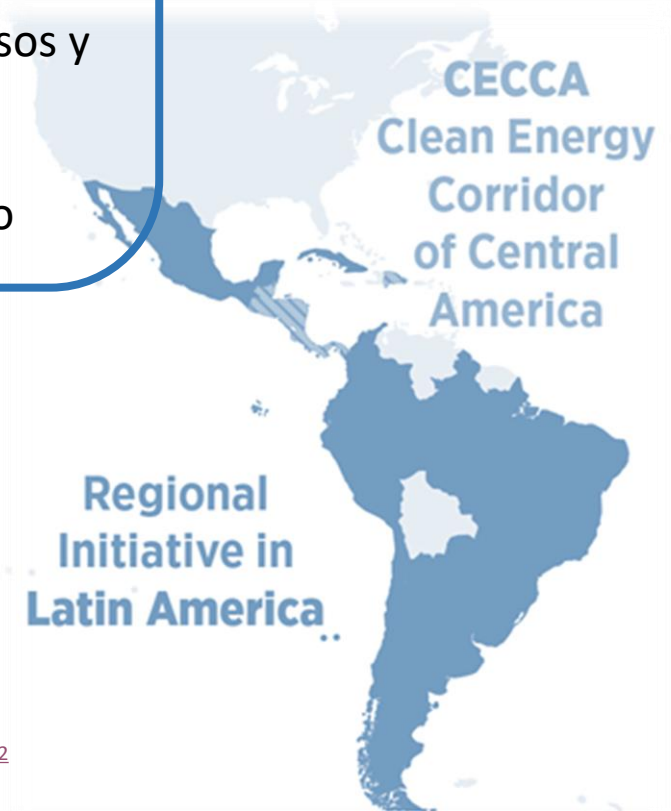 sos y
o
CECCA
Clean Energy
Corridor
of Central
America
Regional
Initiative in
Latin America
2